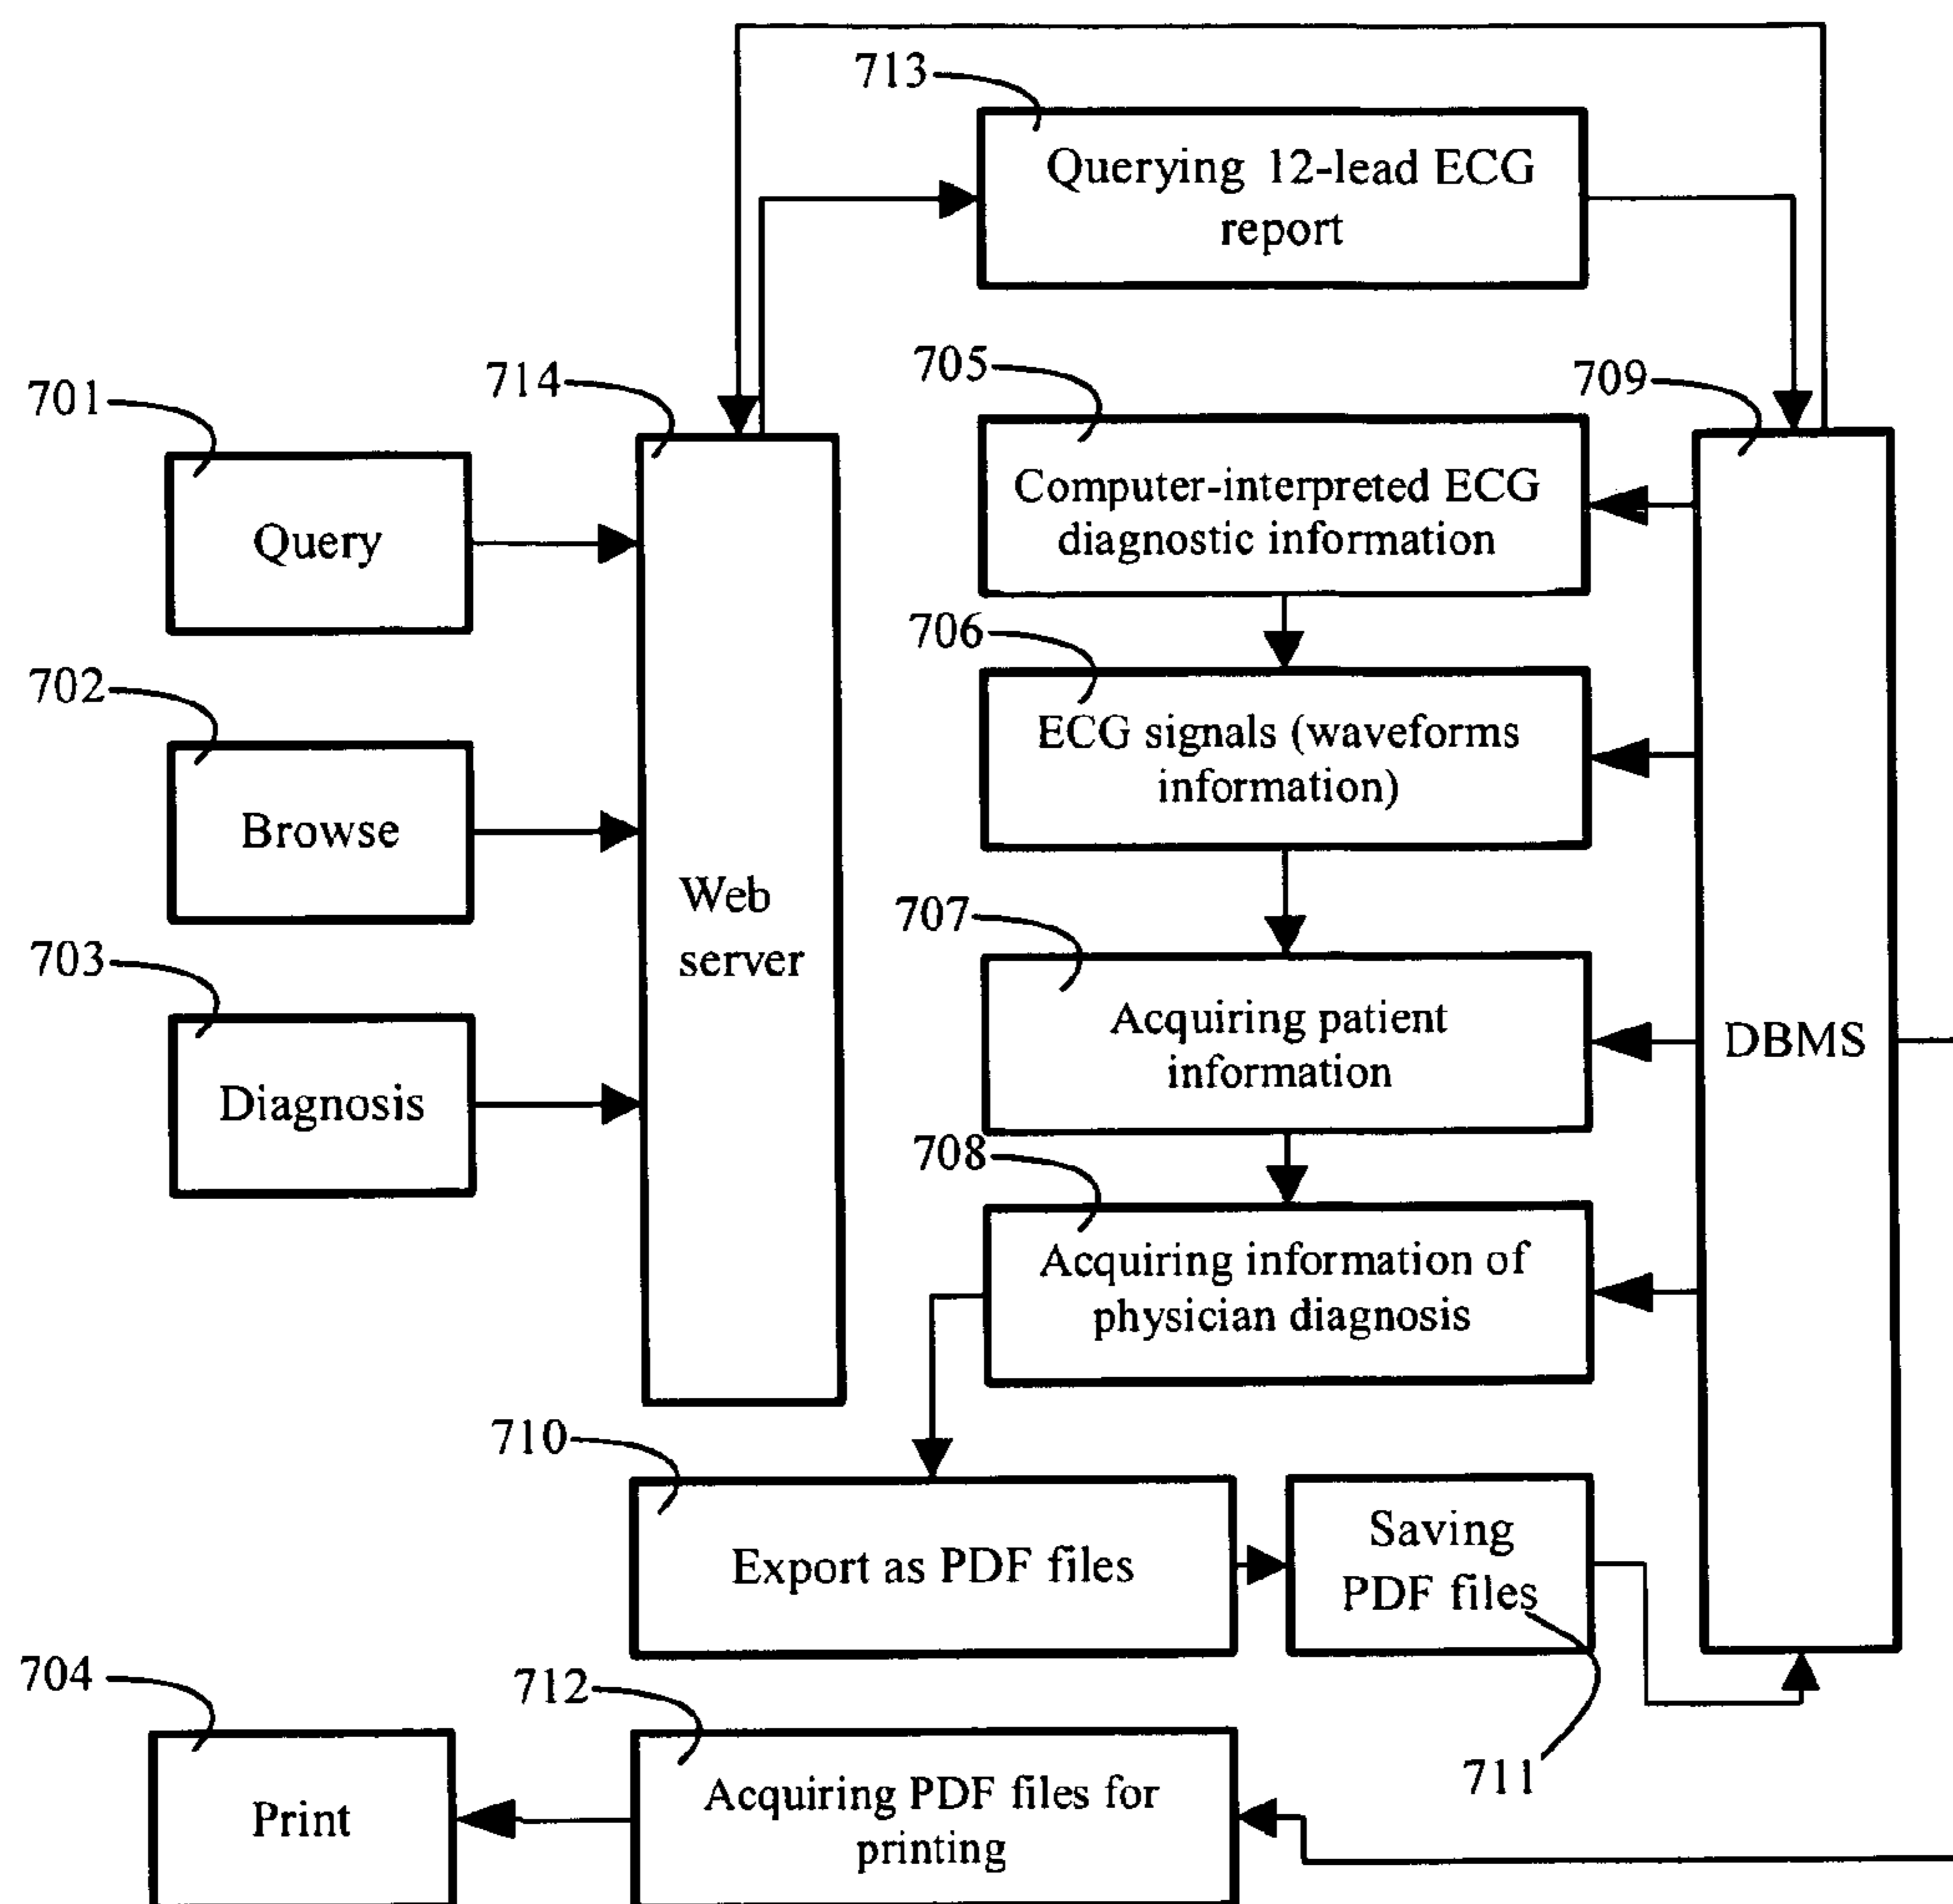 713
Querying 12-lead ECG
report
701
714
705
709
Query
Computer-interpreted ECG
diagnostic information
706
702
ECG signals (waveforms
information)
Browse
Web
server
707
703
Acquiring patient
information
DBMS
Diagnosis
708
Acquiring information of
physician diagnosis
710
Export as PDF files
Saving
PDF files
704
712
711
Print
Acquiring PDF files for
printing